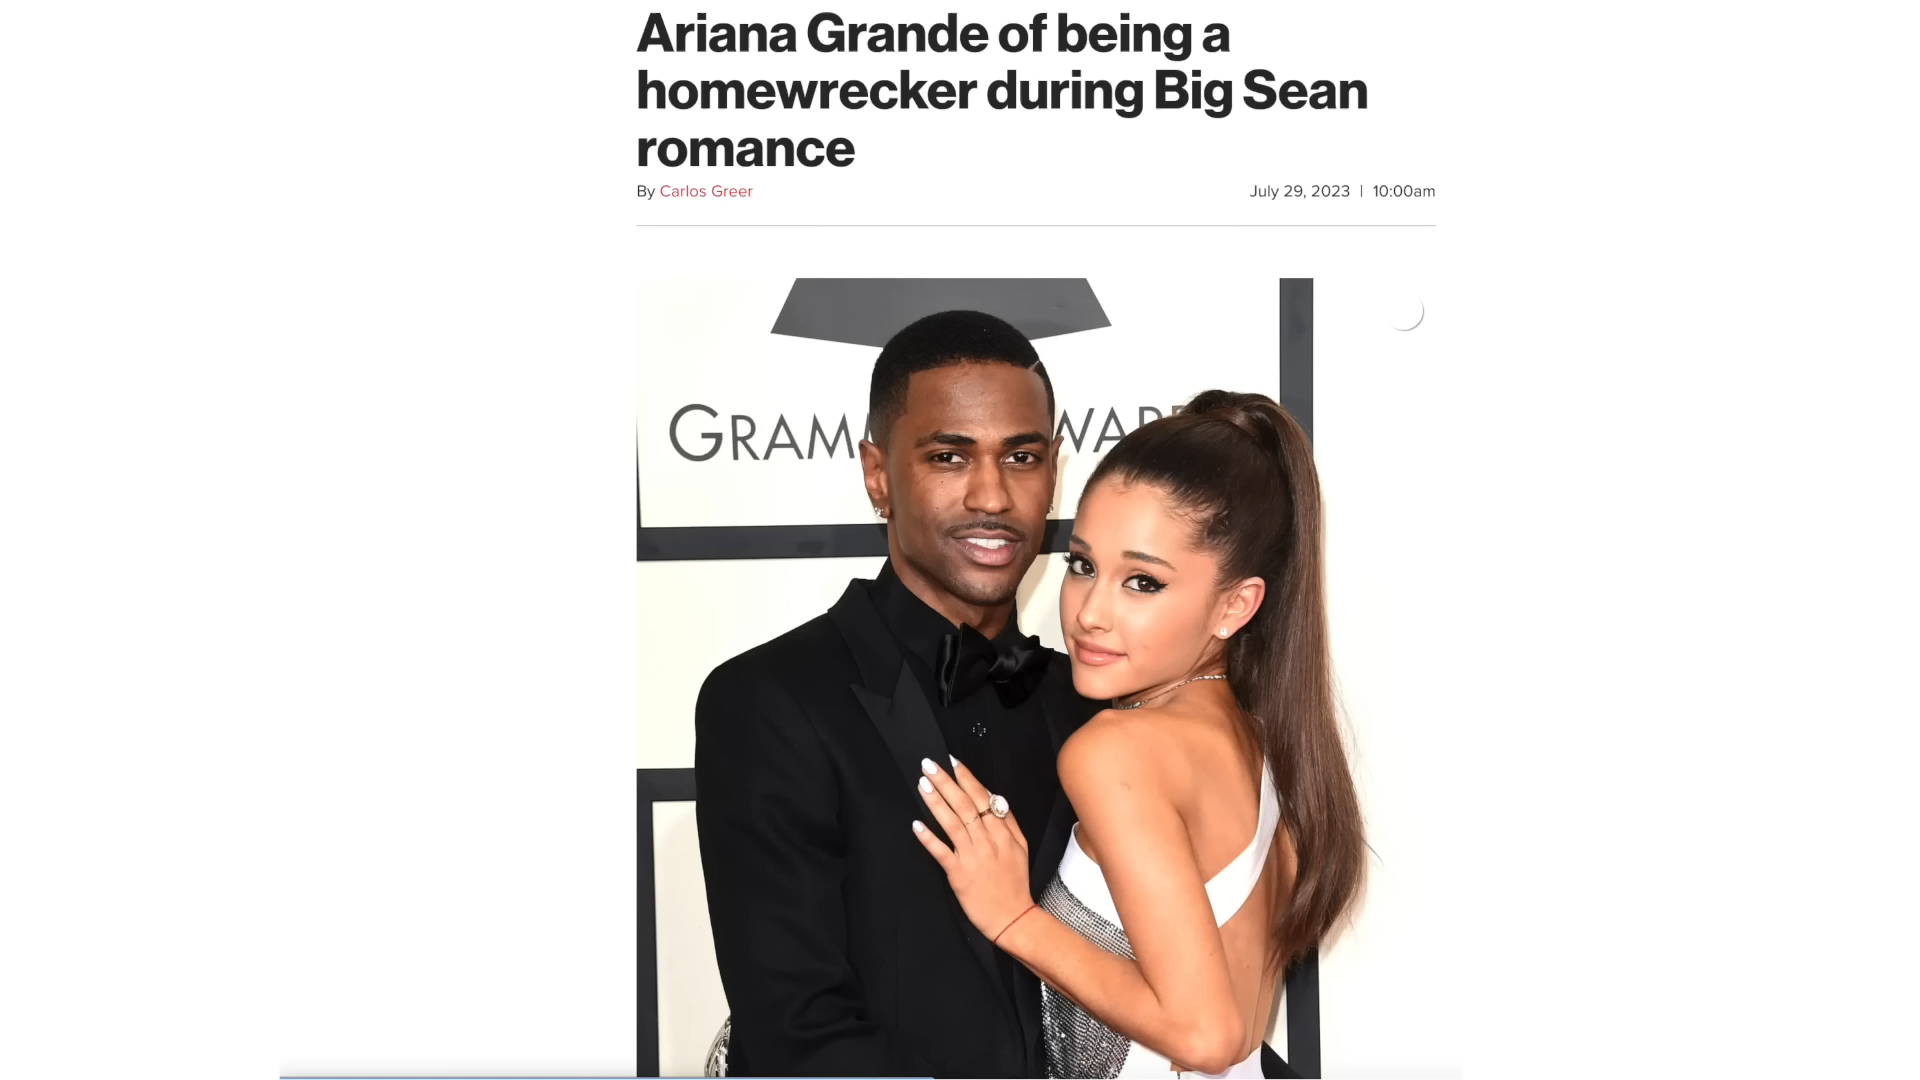 Ariana Grande of being a
homewrecker during Big Sean
romance
By Carlos Greer
July 29, 2023 | 10:00am
GRAM
WAR